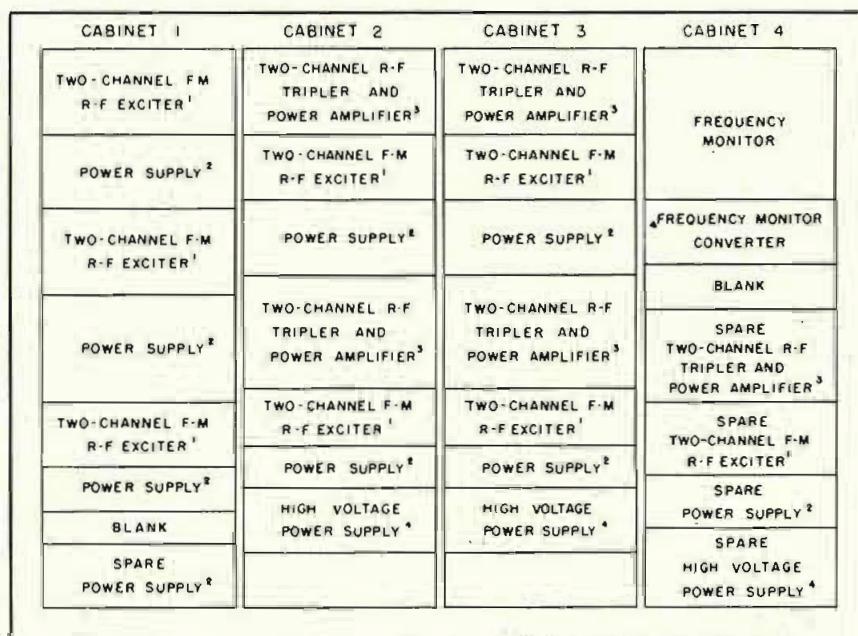 CABINET 1
TWO-CHANNEL FM
R-F EXCITER¹
POWER SUPPLY²
TWO-CHANNEL F-M
R-F EXCITER¹
POWER SUPPLY²
TWO-CHANNEL F-M
R-F EXCITER¹
POWER SUPPLY²
BLANK
SPARE
POWER SUPPLY²
CABINET 2
TWO-CHANNEL R-F
TRIPLER AND
POWER AMPLIFIER³
TWO-CHANNEL F-M
R-F EXCITER¹
POWER SUPPLY²
TWO-CHANNEL R-F
TRIPLER AND
POWER AMPLIFIER³
TWO-CHANNEL F-M
R-F EXCITER¹
POWER SUPPLY²
HIGH VOLTAGE
POWER SUPPLY⁴
CABINET 3
TWO-CHANNEL R-F
TRIPLER AND
POWER AMPLIFIER³
TWO-CHANNEL F-M
R-F EXCITER¹
POWER SUPPLY²
TWO-CHANNEL R-F
TRIPLER AND
POWER AMPLIFIER³
TWO-CHANNEL F-M
R-F EXCITER¹
POWER SUPPLY²
HIGH VOLTAGE
POWER SUPPLY⁴
CABINET 4
FREQUENCY
MONITOR
⁴FREQUENCY MONITOR
CONVERTER
BLANK
SPARE
TWO-CHANNEL R-F
TRIPLER AND
POWER AMPLIFIER³
SPARE
TWO-CHANNEL F-M
R-F EXCITER¹
SPARE
POWER SUPPLY²
SPARE
HIGH VOLTAGE
POWER SUPPLY⁴